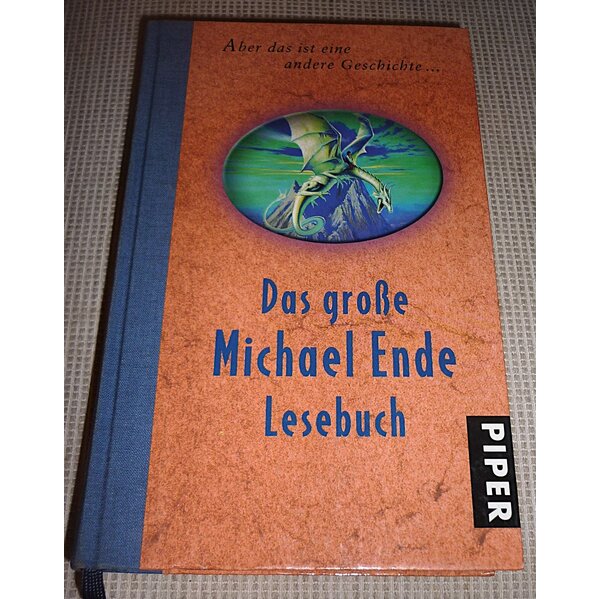 Aber das ist eine
andere Geschichte ...
Das große
Michael Ende
Lesebuch
PIPER